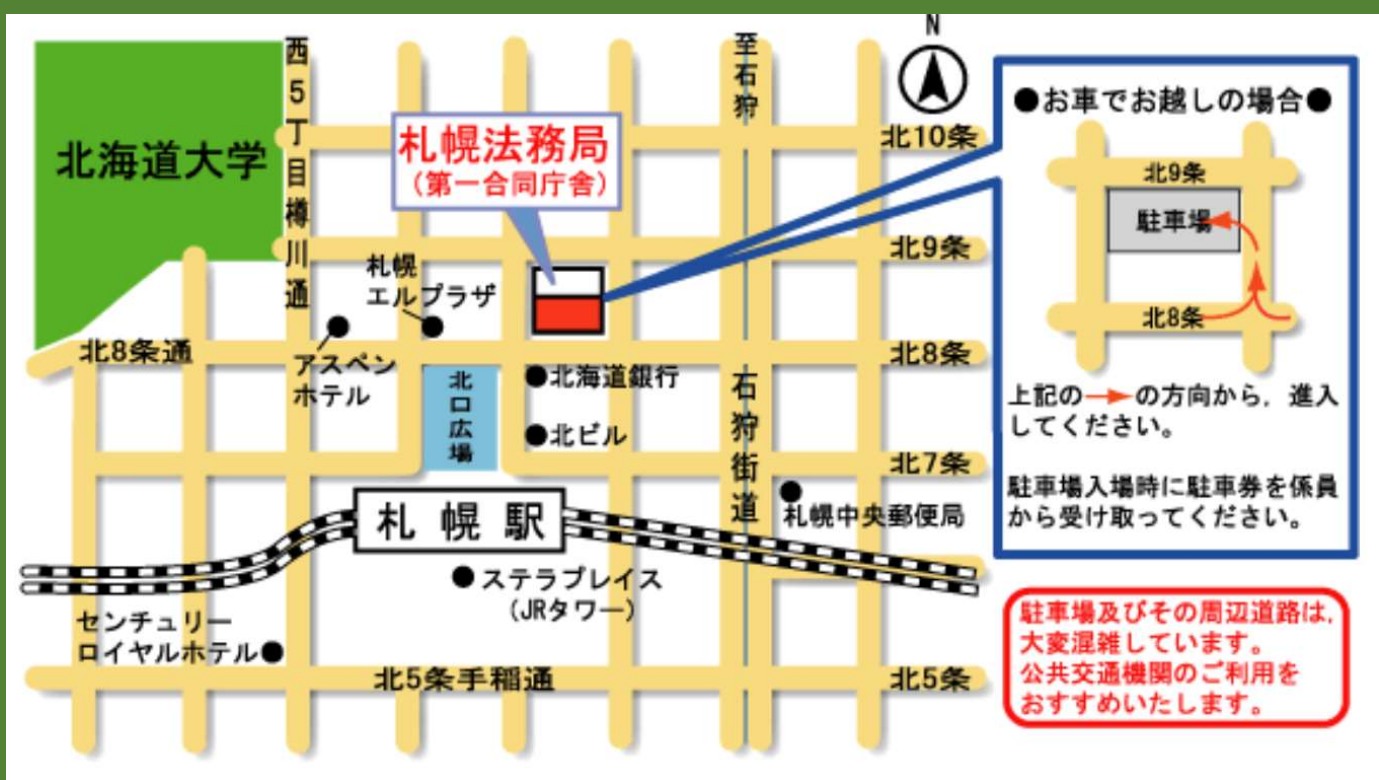 N
西5丁目樽川通
至石狩
北海道大学
札幌法務局
(第一合同庁舎)
北10条
北9条
札幌
エルプラザ
北8条通
アスペン
ホテル
北口広場
●北海道銀行
●北ビル
北8条
石狩街道
北7条
札幌中央郵便局
札幌駅
ステラプレイス
(JRタワー)
センチュリー
ロイヤルホテル●
北5条手稲通
北5条
●お車でお越しの場合●
北9条
駐車場
北8条
上記の→の方向から，進入
してください。
駐車場入場時に駐車券を係員
から受け取ってください。
駐車場及びその周辺道路は，
大変混雑しています。
公共交通機関のご利用を
おすすめいたします。